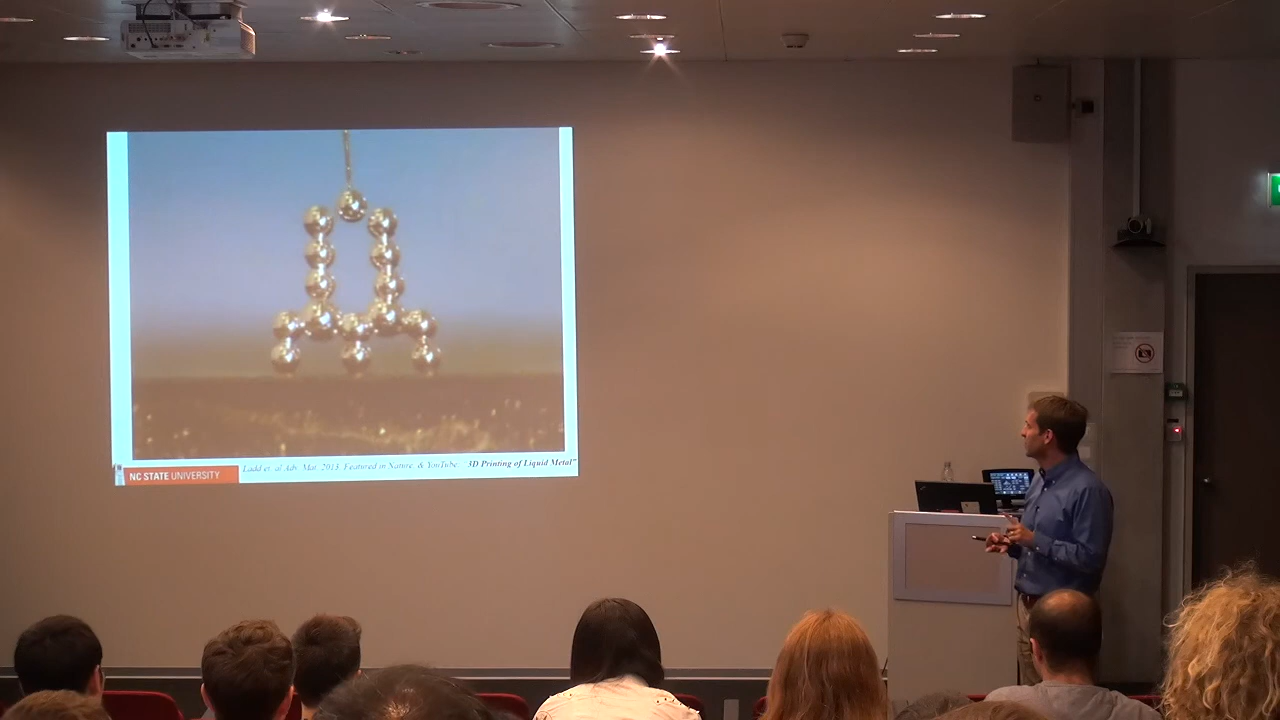 Ladd et. al Adv. Mat. 2013. Featured in Nature. & YouTube. "3D Printing of Liquid Metal"
NC STATE UNIVERSITY